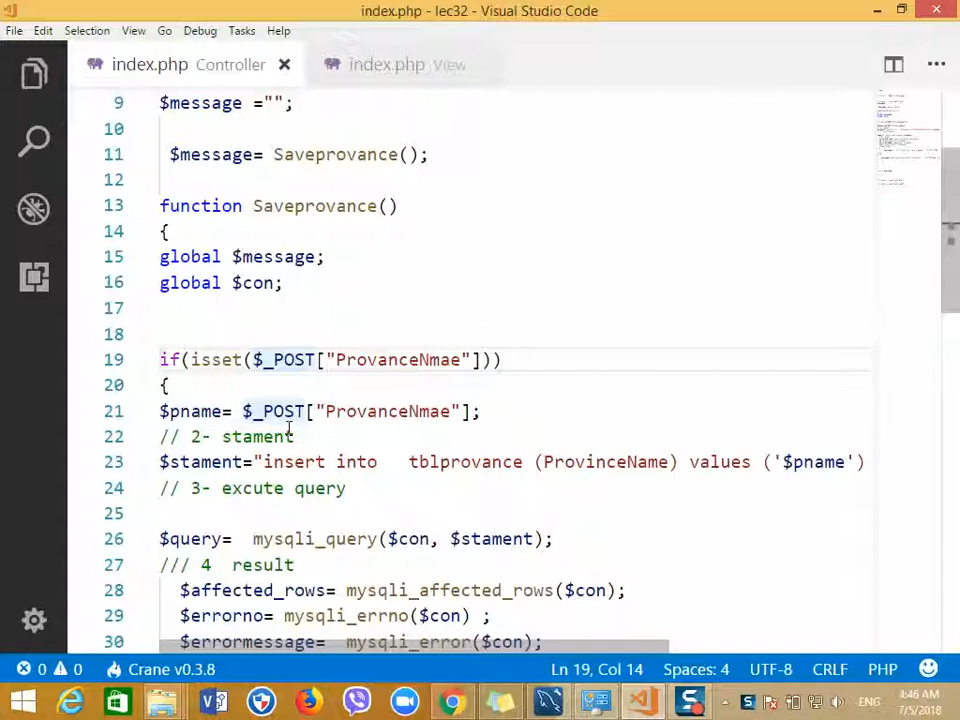 index.php - lec32 - Visual Studio Code
File Edit Selection View Go Debug Tasks Help
index.php Controller index.php View
9 $message ="";
10
11 $message= Saveprovance();
12
13 function Saveprovance()
14 {
15 global $message;
16 global $con;
17
18
19 if(isset($_POST["ProvanceNmae"]))
20 {
21 $pname= $_POST["ProvanceNmae"];
22 // 2- stament
23 $stament="insert into tblprovance (ProvinceName) values ('$pname')
24 // 3- excute query
25
26 $query= mysqli_query($con, $stament);
27 /// 4 result
28 $affected_rows= mysqli_affected_rows($con);
29 $errorno= mysqli_errno($con) ;
30 $errormessage= mysqli_error($con);
0 0 Crane v0.3.8 Ln 19, Col 14 Spaces: 4 UTF-8 CRLF PHP
ENG 4:46 AM
7/5/2018